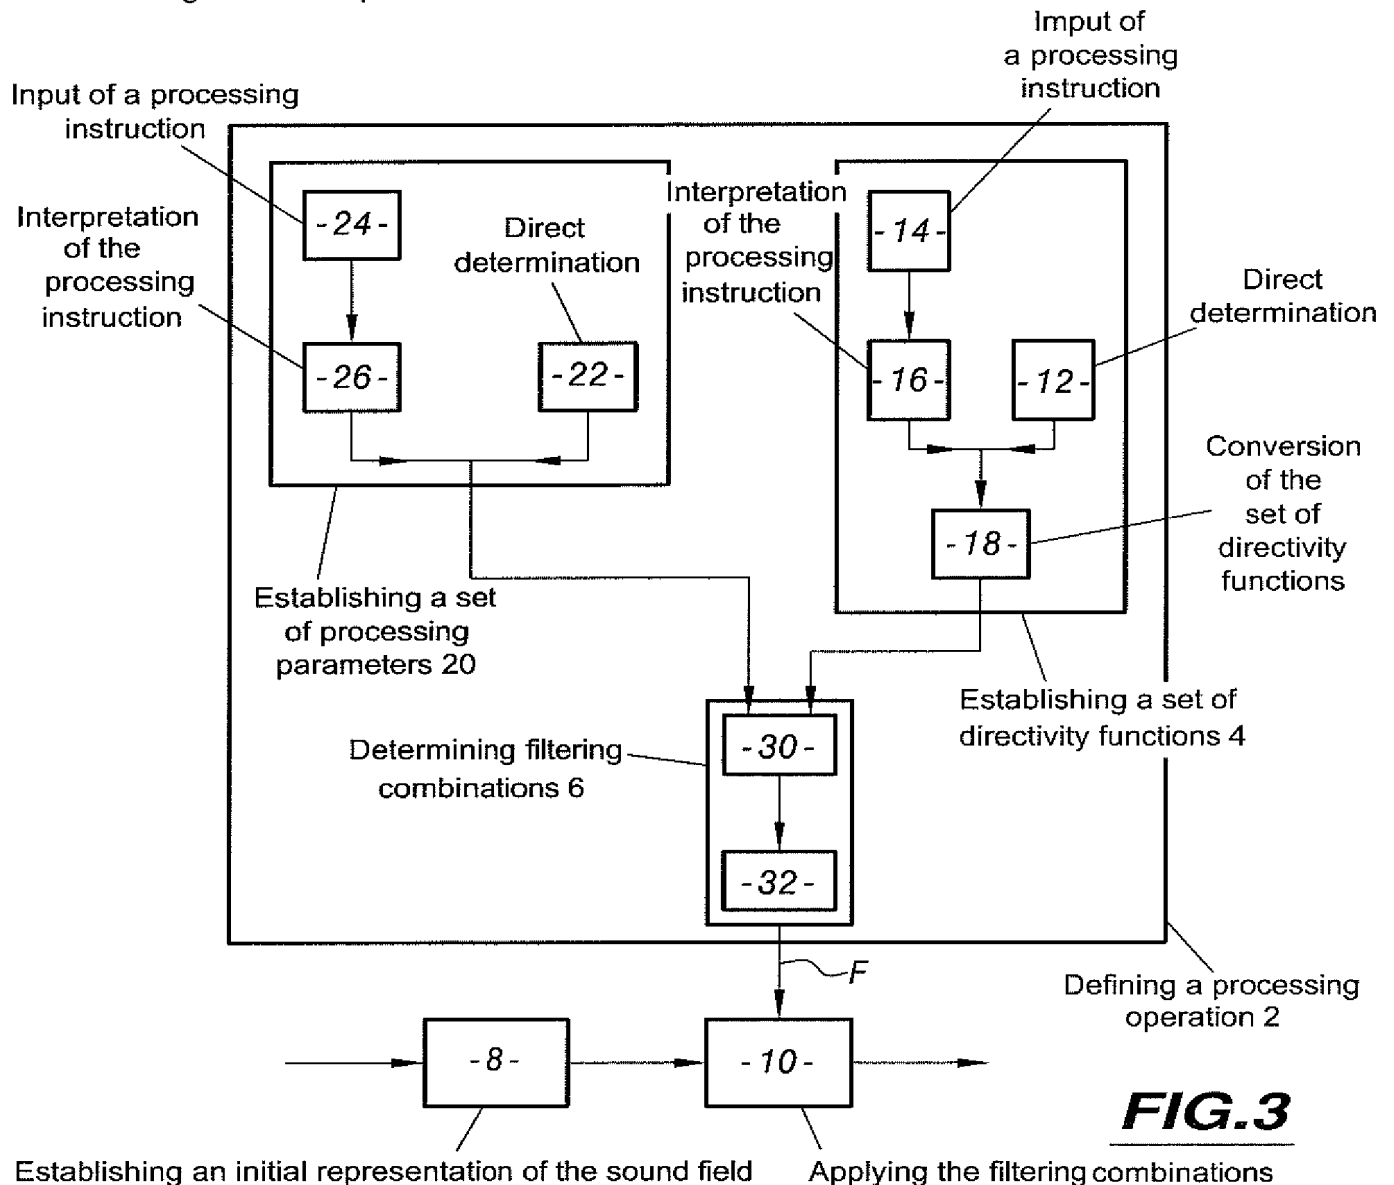 Imput of
a processing
instruction
Input of a processing
instruction
Interpretation
of the
processing
instruction
-24-
Direct
determination
-26-
-22-
Interpretation
of the
processing
instruction
-14-
Direct
determination
-16-
-12-
Conversion
of the
set of
directivity
functions
-18-
Establishing a set
of processing
parameters 20
Establishing a set of
directivity functions 4
Determining filtering
combinations 6
-30-
-32-
F
Defining a processing
operation 2
-8-
-10-
FIG.3
Establishing an initial representation of the sound field
Applying the filtering combinations